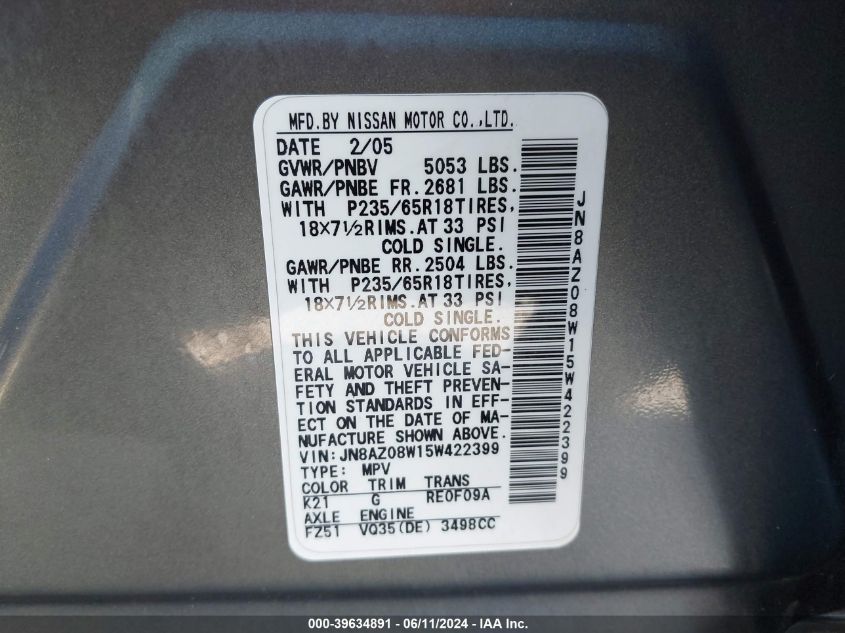 MFD.BY NISSAN MOTOR CO.,LTD.
DATE 2/05
GVWR/PNBV 5053 LBS.
GAWR/PNBE FR. 2681 LBS.
WITH P235/65R18TIRES,
18×7½RIMS.AT 33 PSI
COLD SINGLE.
GAWR/PNBE RR. 2504 LBS.
WITH P235/65R18TIRES,
18×7½RIMS.AT 33 PSI
COLD SINGLE.
THIS VEHICLE CONFORMS
TO ALL APPLICABLE FED-
ERAL MOTOR VEHICLE SA-
FETY AND THEFT PREVEN-
TION STANDARDS IN EFF-
ECT ON THE DATE OF MA-
NUFACTURE SHOWN ABOVE.
VIN: JN8AZ08W15W422399
TYPE: MPV
COLOR TRIM TRANS
K21 G RE0F09A
AXLE ENGINE
FZ51 VQ35(DE) 3498CC
JN8AZ08W15W422399
000-39634891 - 06/11/2024 - IAA Inc.